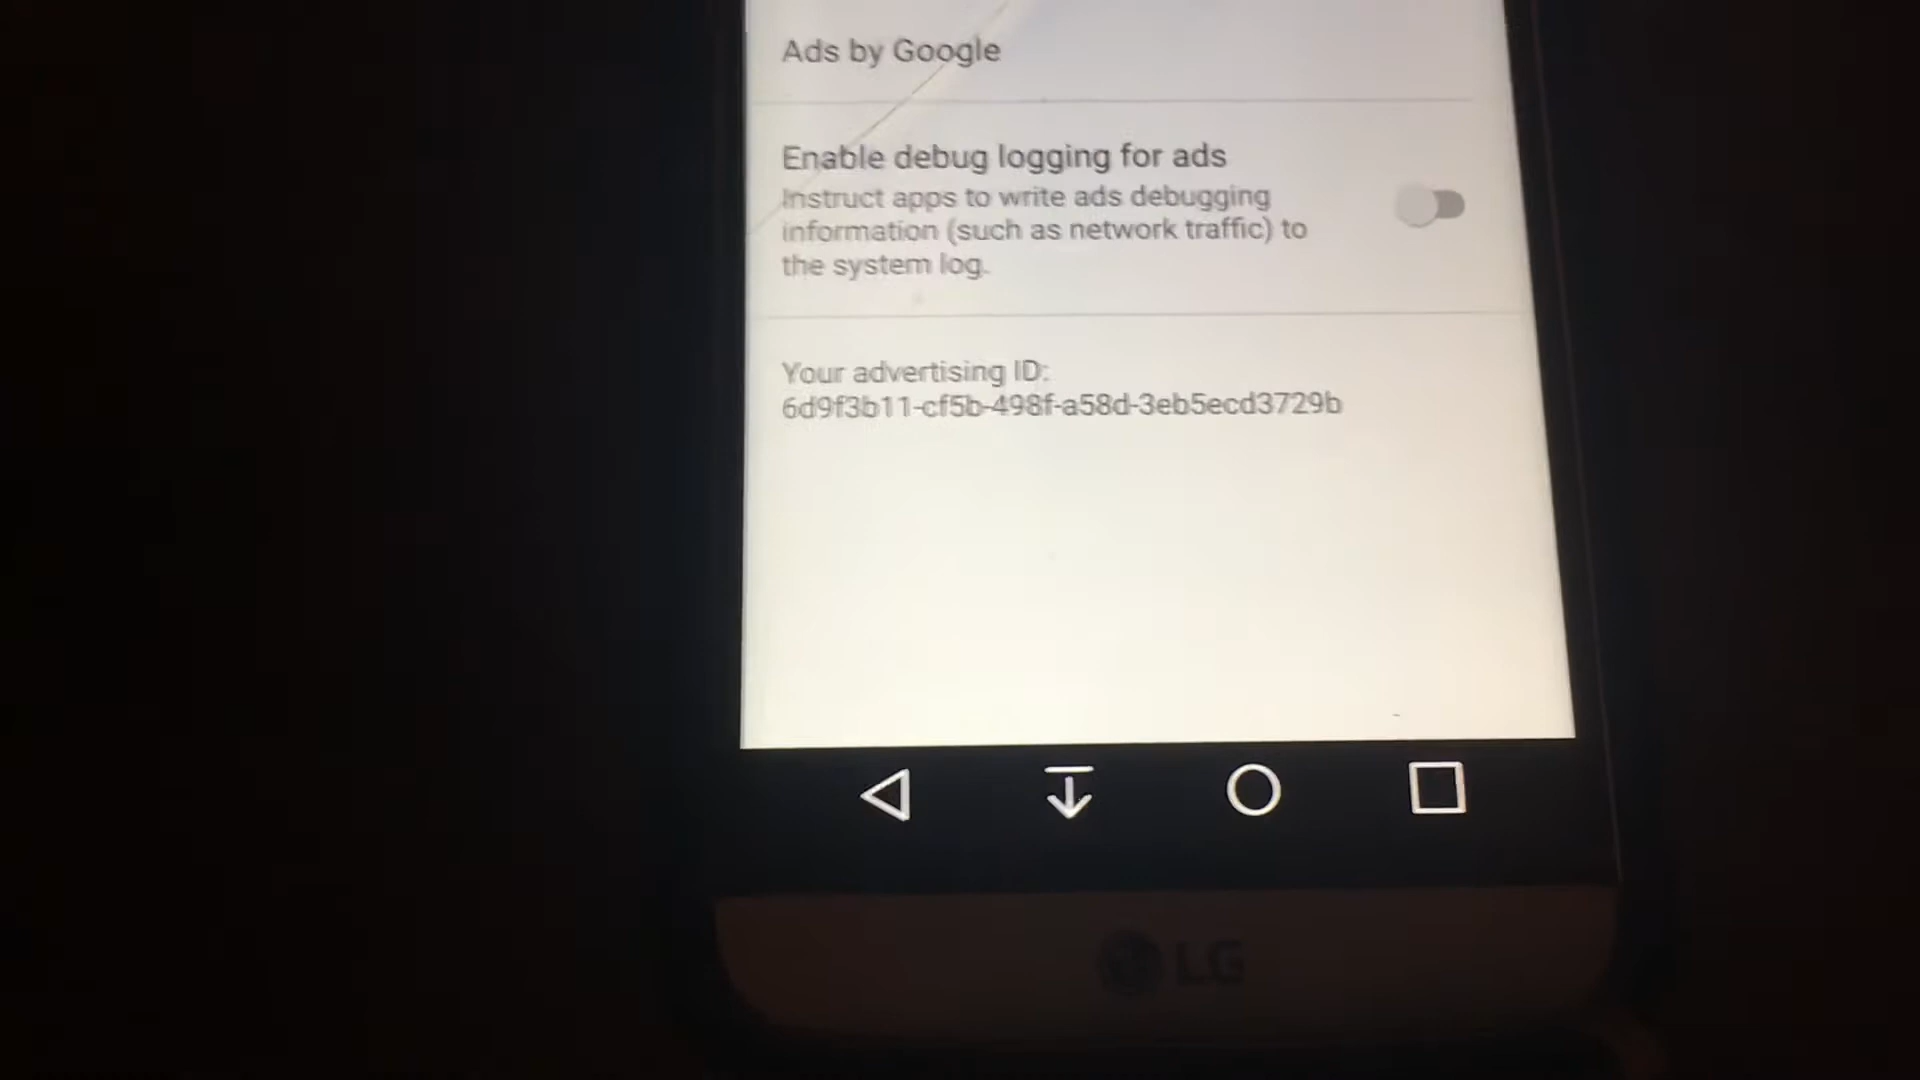 Ads by Google
Enable debug logging for ads
Instruct apps to write ads debugging
information (such as network traffic) to
the system log.
Your advertising ID:
6d9f3b11-cf5b-498f-a58d-3eb5ecd3729b
LG